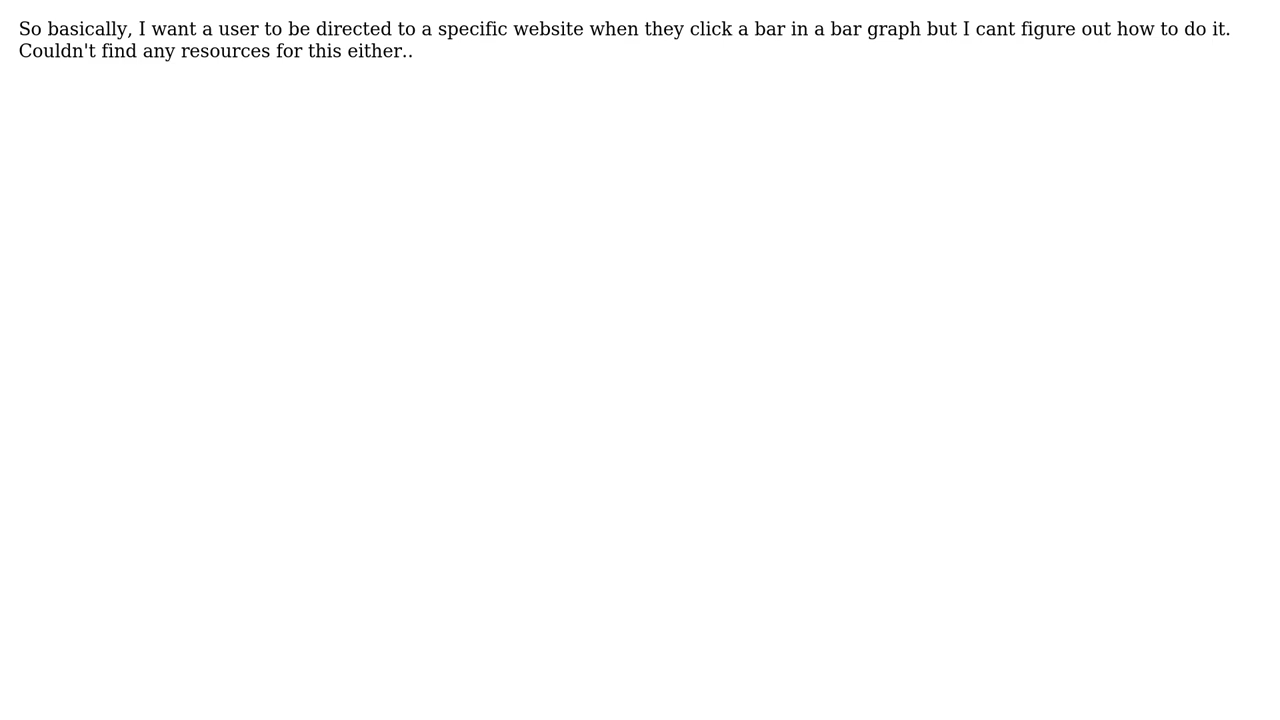 So basically, I want a user to be directed to a specific website when they click a bar in a bar graph but I cant figure out how to do it.
Couldn't find any resources for this either..